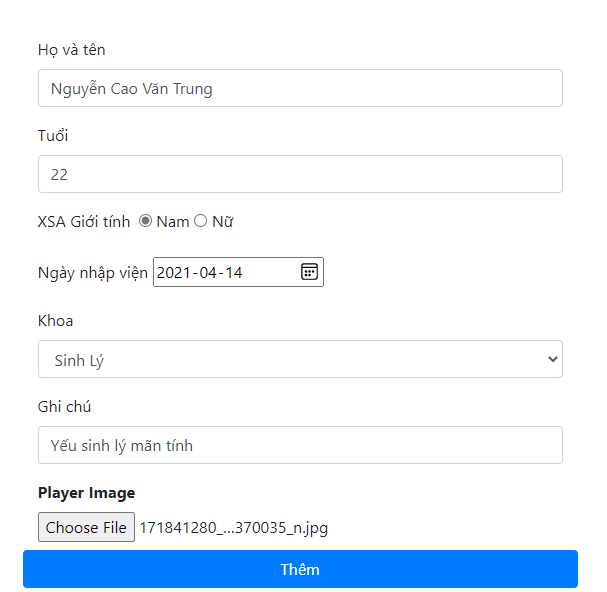 Họ và tên
Nguyễn Cao Văn Trung
Tuổi
22
XSA Giới tính Nam Nữ
Ngày nhập viện 2021-04-14
Khoa
Sinh Lý
Ghi chú
Yếu sinh lý mãn tính
Player Image
Choose File 171841280_...370035_n.jpg
Thêm